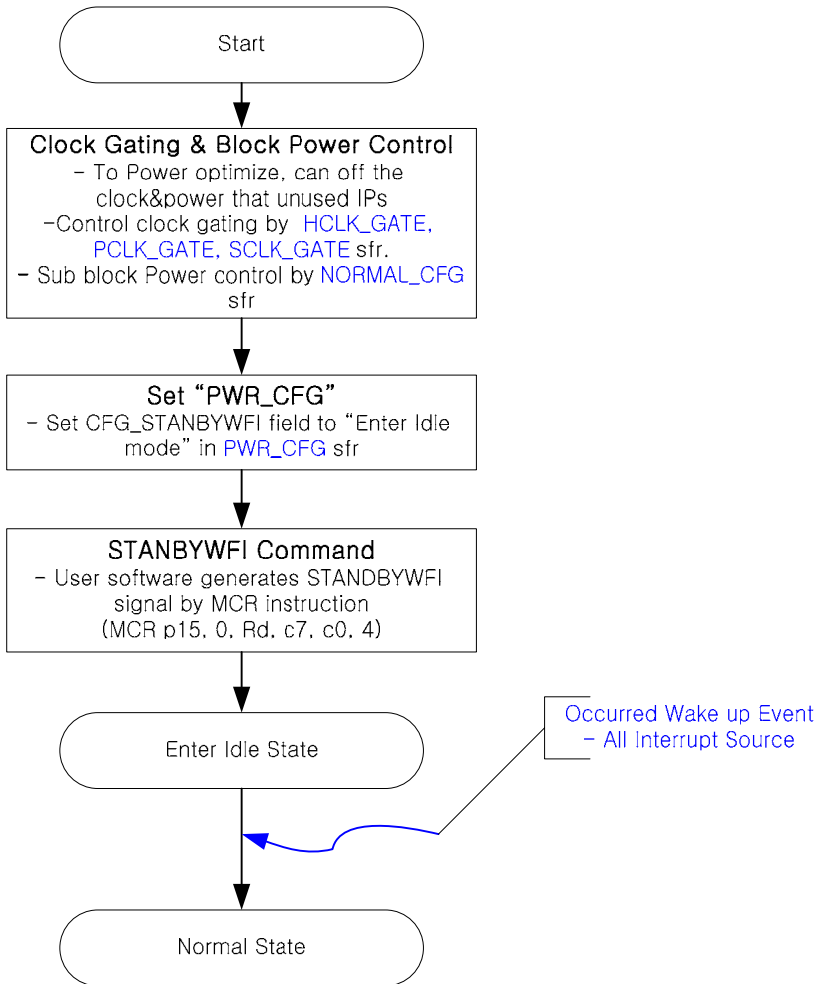 Start
Clock Gating & Block Power Control
- To Power optimize, can off the
clock&power that unused IPs
-Control clock gating by HCLK_GATE,
PCLK_GATE, SCLK_GATE sfr.
- Sub block Power control by NORMAL_CFG
sfr
Set “PWR_CFG”
- Set CFG_STANBYWFI field to “Enter Idle
mode” in PWR_CFG sfr
STANBYWFI Command
- User software generates STANDBYWFI
signal by MCR instruction
(MCR p15, 0, Rd, c7, c0, 4)
Enter Idle State
Occurred Wake up Event
- All Interrupt Source
Normal State